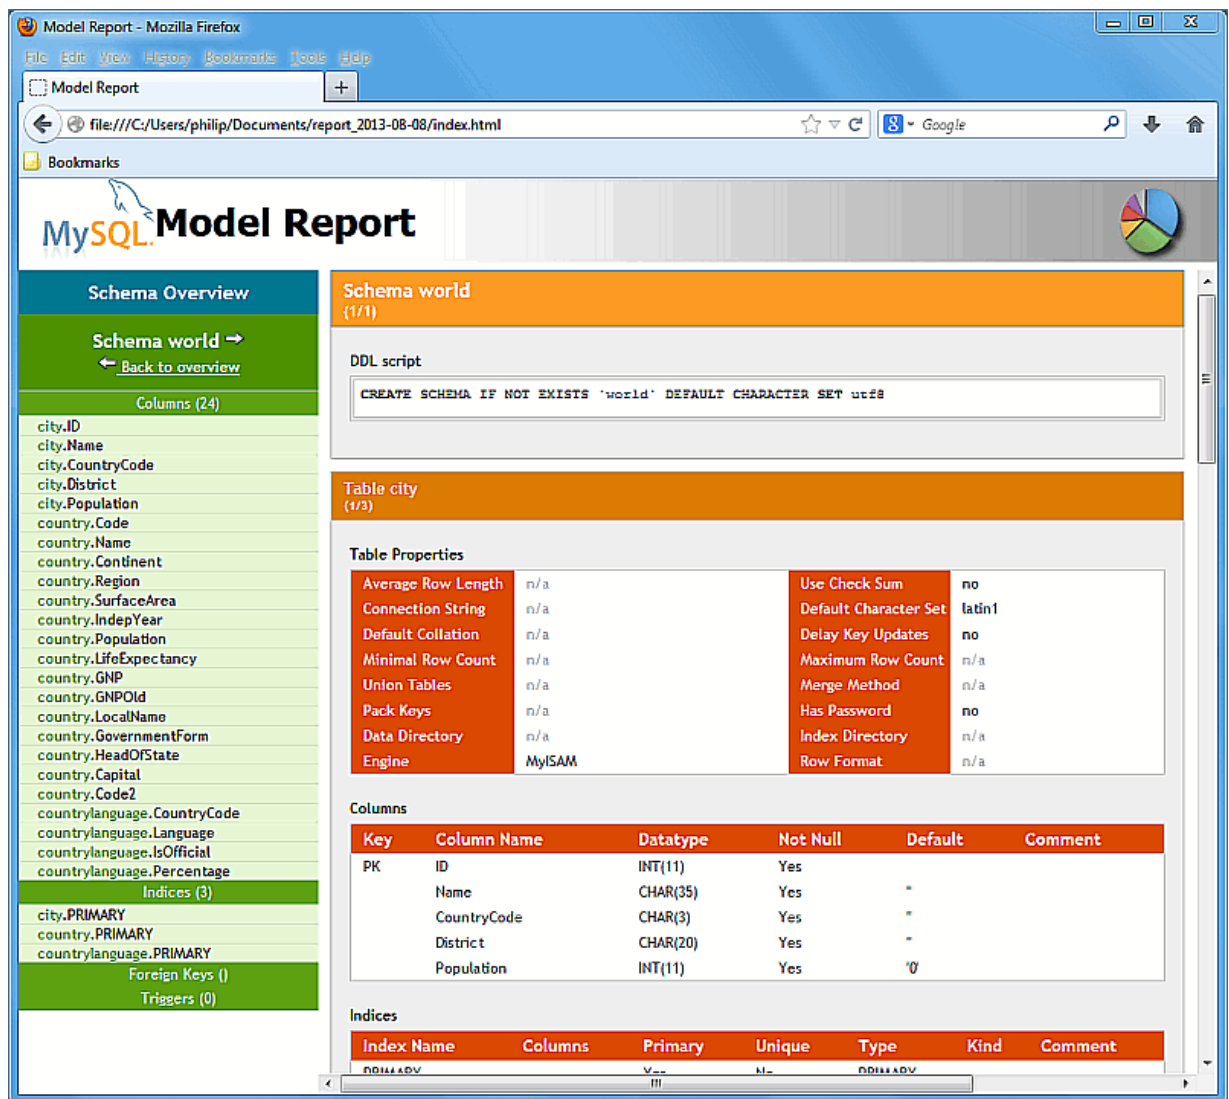 Model Report - Mozilla Firefox
File Edit View History Bookmarks Tools Help
Model Report +
file:///C:/Users/philip/Documents/report_2013-08-08/index.html
8 Google
Bookmarks
MySQL. Model Report
Schema Overview
Schema world
Back to overview
Columns (24)
city.ID
city.Name
city.CountryCode
city.District
city.Population
country.Code
country.Name
country.Continent
country.Region
country.SurfaceArea
country.IndepYear
country.Population
country.LifeExpectancy
country.GNP
country.GNPOld
country.LocalName
country.GovernmentForm
country.HeadOfState
country.Capital
country.Code2
countrylanguage.CountryCode
countrylanguage.Language
countrylanguage.IsOfficial
countrylanguage.Percentage
Indices (3)
city.PRIMARY
country.PRIMARY
countrylanguage.PRIMARY
Foreign Keys ()
Triggers (0)
Schema world
(1/1)
DDL script
CREATE SCHEMA IF NOT EXISTS `world` DEFAULT CHARACTER SET utf8
Table city
(1/3)
Table Properties
Average Row Length n/a Use Check Sum no
Connection String n/a Default Character Set latin1
Default Collation n/a Delay Key Updates no
Minimal Row Count n/a Maximum Row Count n/a
Union Tables n/a Merge Method n/a
Pack Keys n/a Has Password no
Data Directory n/a Index Directory n/a
Engine MyISAM Row Format n/a
Columns
Key Column Name Datatype Not Null Default Comment
PK ID INT(11) Yes
Name CHAR(35) Yes ''
CountryCode CHAR(3) Yes ''
District CHAR(20) Yes ''
Population INT(11) Yes '0'
Indices
Index Name Columns Primary Unique Type Kind Comment
PRIMARY Yes No PRIMARY